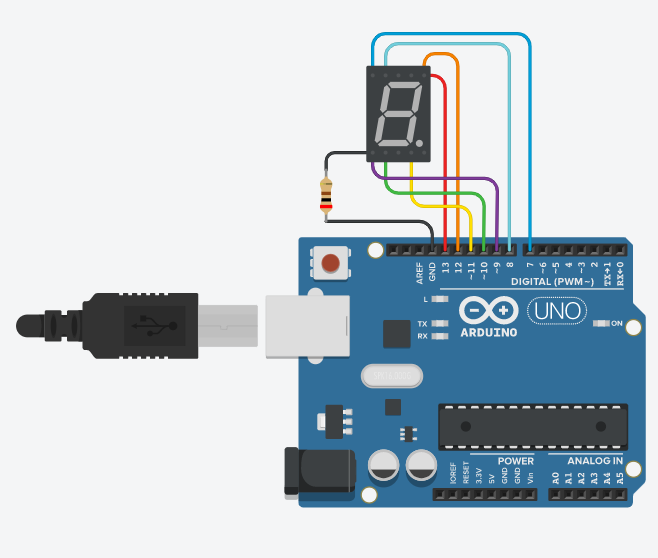 AREF
GND
13
12
~11
~10
~9
8
7
~6
~5
4
~3
2
TX→1
RX←0
DIGITAL (PWM~)
L
TX
RX
ARDUINO
UNO
ON
POWER
ANALOG IN
IOREF
RESET
3.3V
5V
GND
GND
Vin
A0
A1
A2
A3
A4
A5